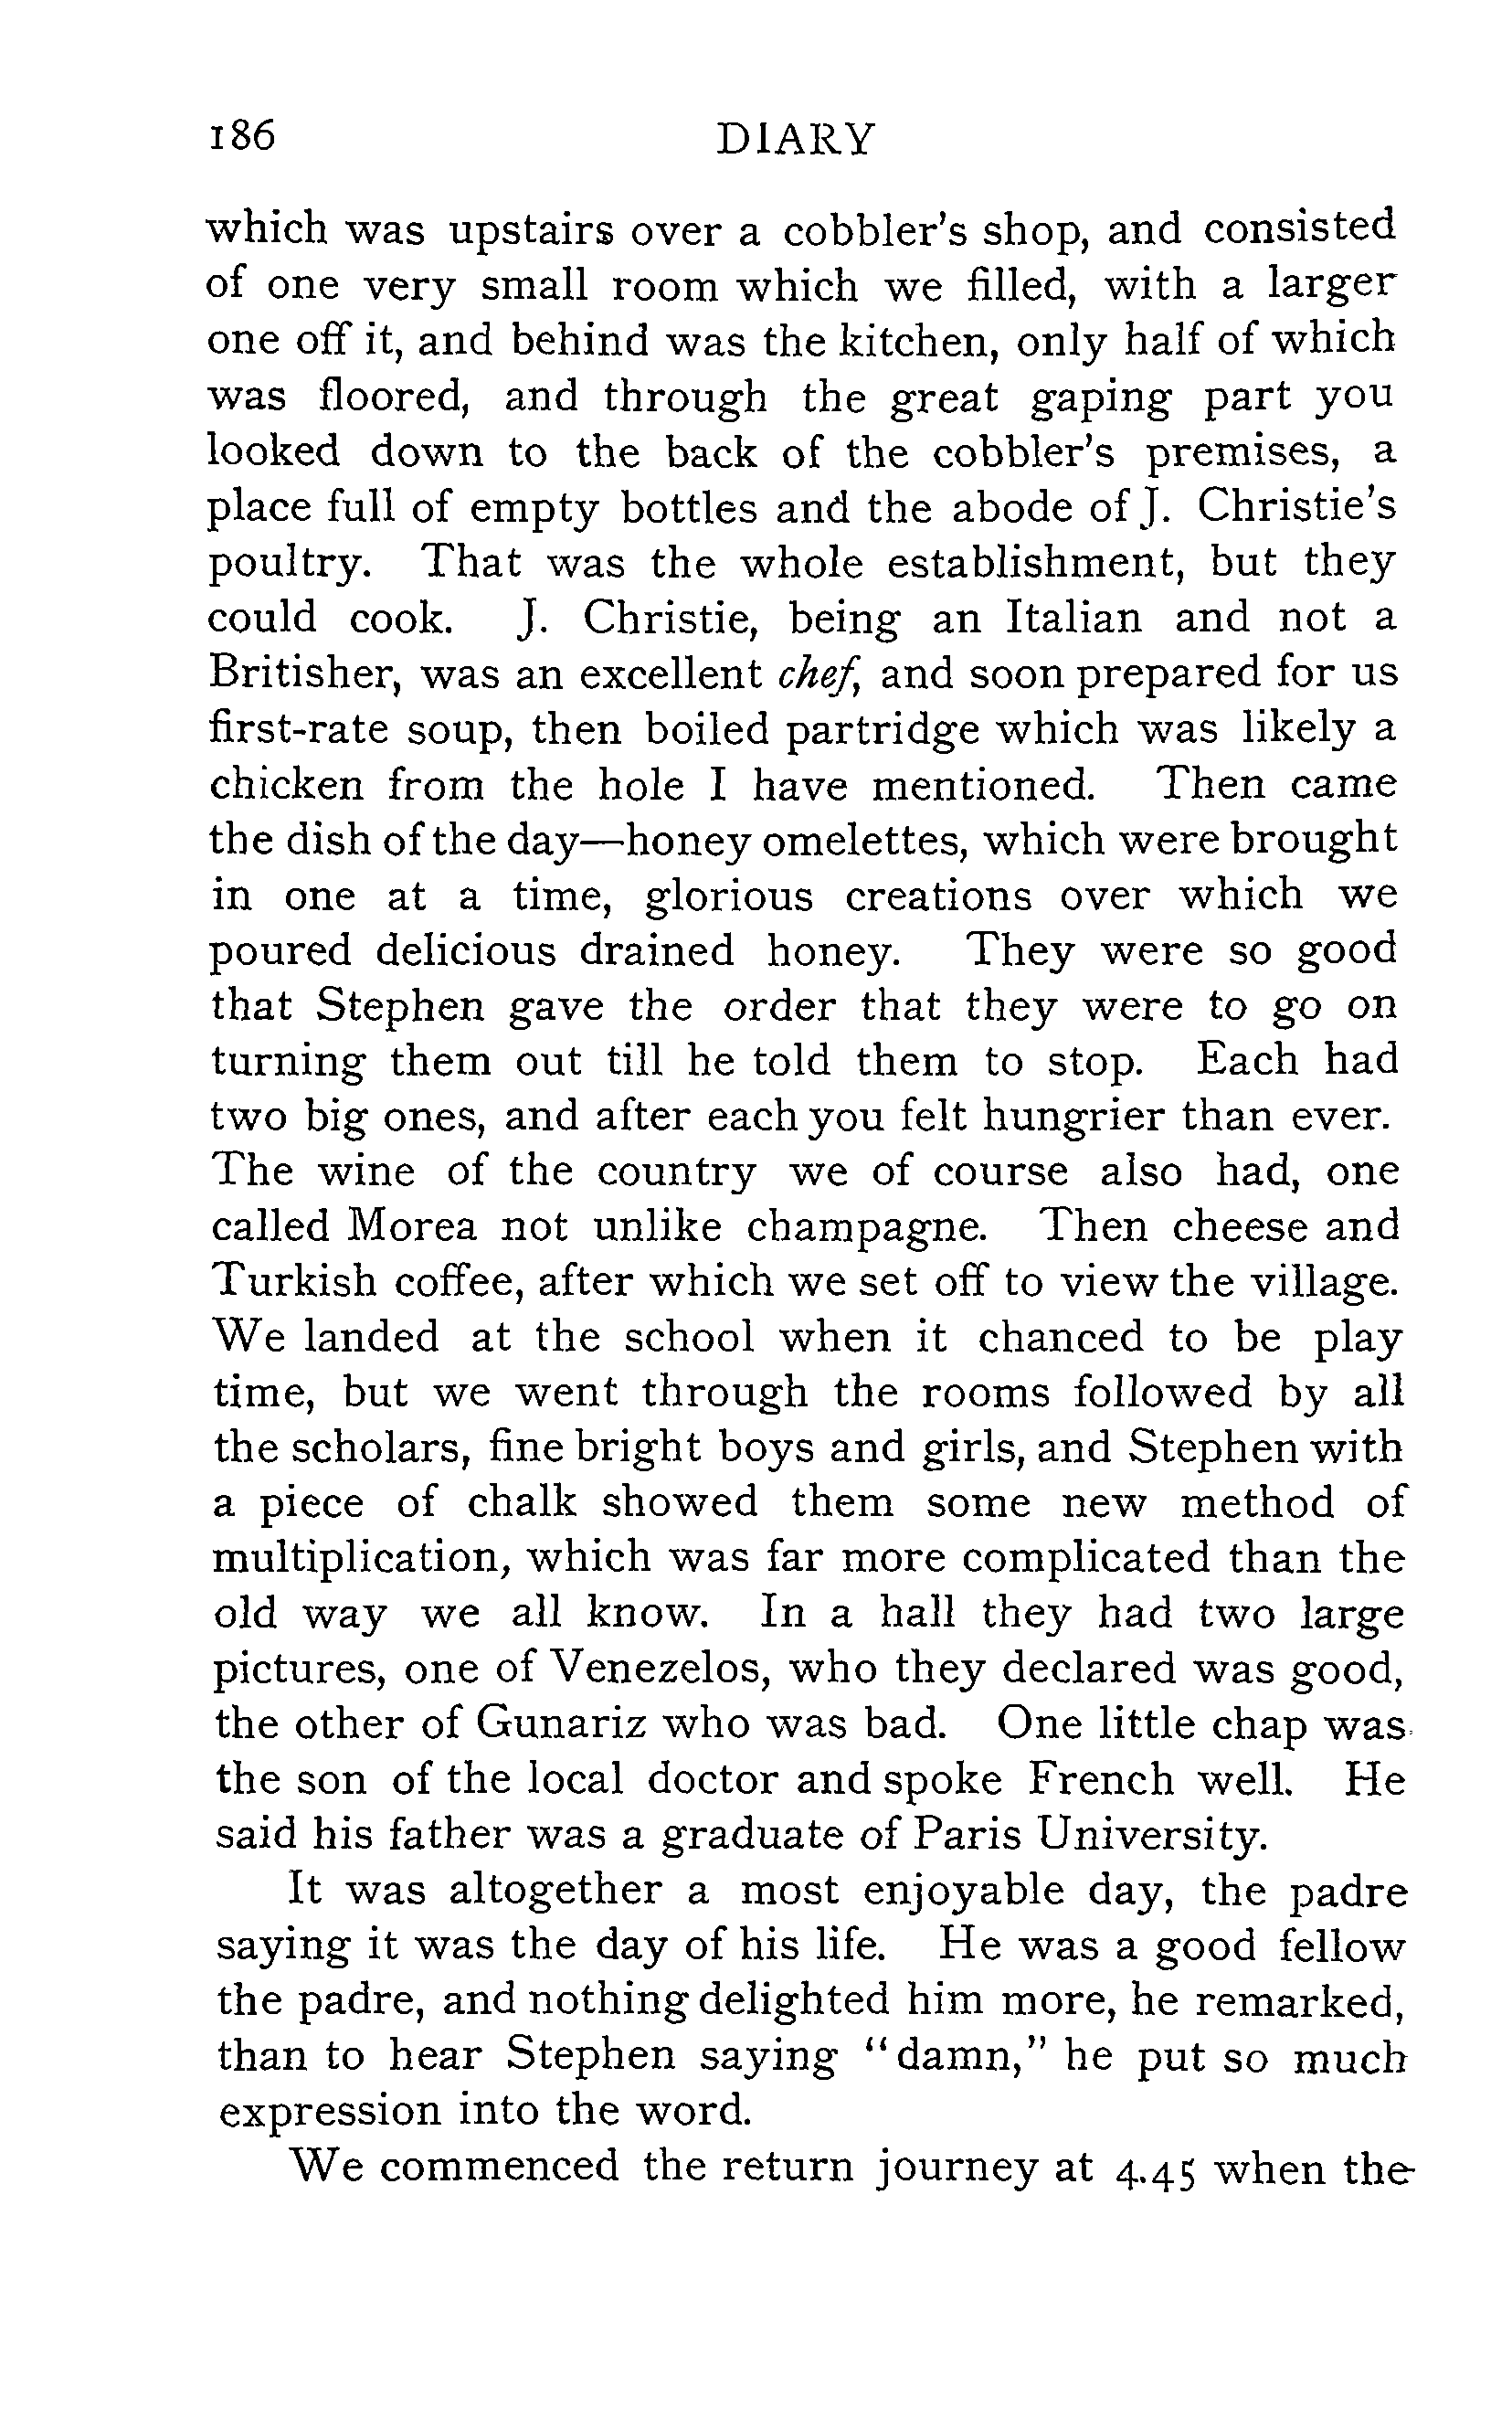 186 DIARY
which was upstairs over a cobbler's shop, and consisted
of one very small room which we filled, with a larger
one off it, and behind was the kitchen, only half of which
was floored, and through the great gaping part you
looked down to the back of the cobbler's premises, a
place full of empty bottles and the abode of J. Christie's
poultry. That was the whole establishment, but they
could cook. J. Christie, being an Italian and not a
Britisher, was an excellent chef, and soon prepared for us
first-rate soup, then boiled partridge which was likely a
chicken from the hole I have mentioned. Then came
the dish of the day—honey omelettes, which were brought
in one at a time, glorious creations over which we
poured delicious drained honey. They were so good
that Stephen gave the order that they were to go on
turning them out till he told them to stop. Each had
two big ones, and after each you felt hungrier than ever.
The wine of the country we of course also had, one
called Morea not unlike champagne. Then cheese and
Turkish coffee, after which we set off to view the village.
We landed at the school when it chanced to be play
time, but we went through the rooms followed by all
the scholars, fine bright boys and girls, and Stephen with
a piece of chalk showed them some new method of
multiplication, which was far more complicated than the
old way we all know. In a hall they had two large
pictures, one of Venezelos, who they declared was good,
the other of Gunariz who was bad. One little chap was
the son of the local doctor and spoke French well. He
said his father was a graduate of Paris University.
It was altogether a most enjoyable day, the padre
saying it was the day of his life. He was a good fellow
the padre, and nothing delighted him more, he remarked,
than to hear Stephen saying "damn," he put so much
expression into the word.
We commenced the return journey at 4.45 when the